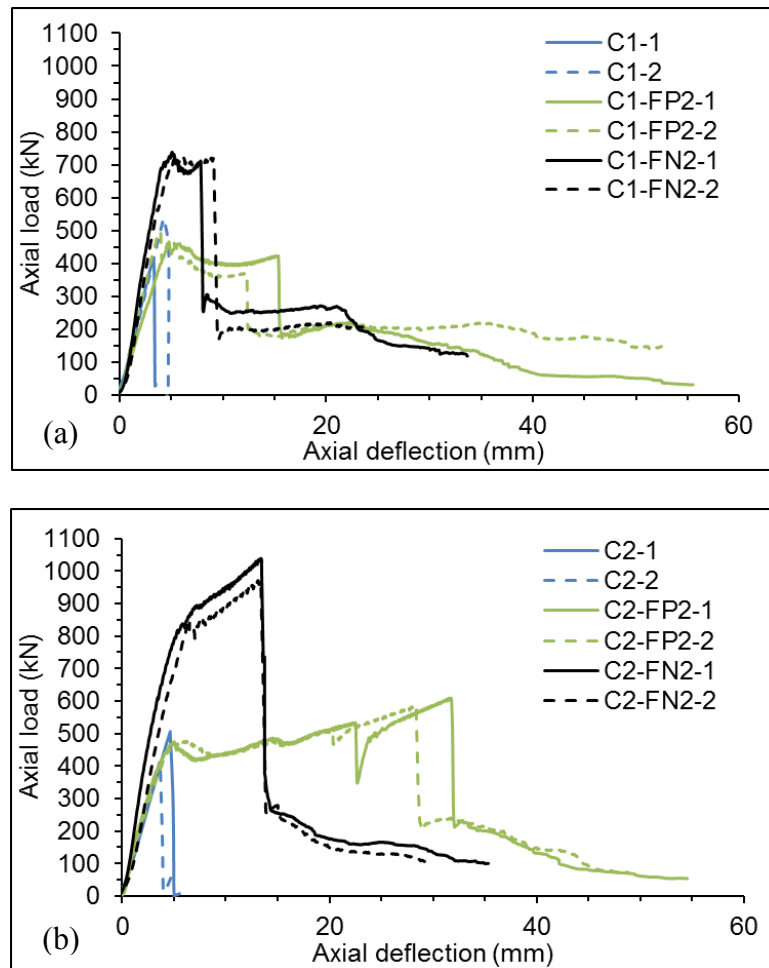 1100
1000
900
800
700
600
500
400
300
200
100
0
Axial load (kN)
C1-1
C1-2
C1-FP2-1
C1-FP2-2
C1-FN2-1
C1-FN2-2
(a)
0 20 40 60
Axial deflection (mm)
1100
1000
900
800
700
600
500
400
300
200
100
0
Axial load (kN)
C2-1
C2-2
C2-FP2-1
C2-FP2-2
C2-FN2-1
C2-FN2-2
(b)
0 20 40 60
Axial deflection (mm)